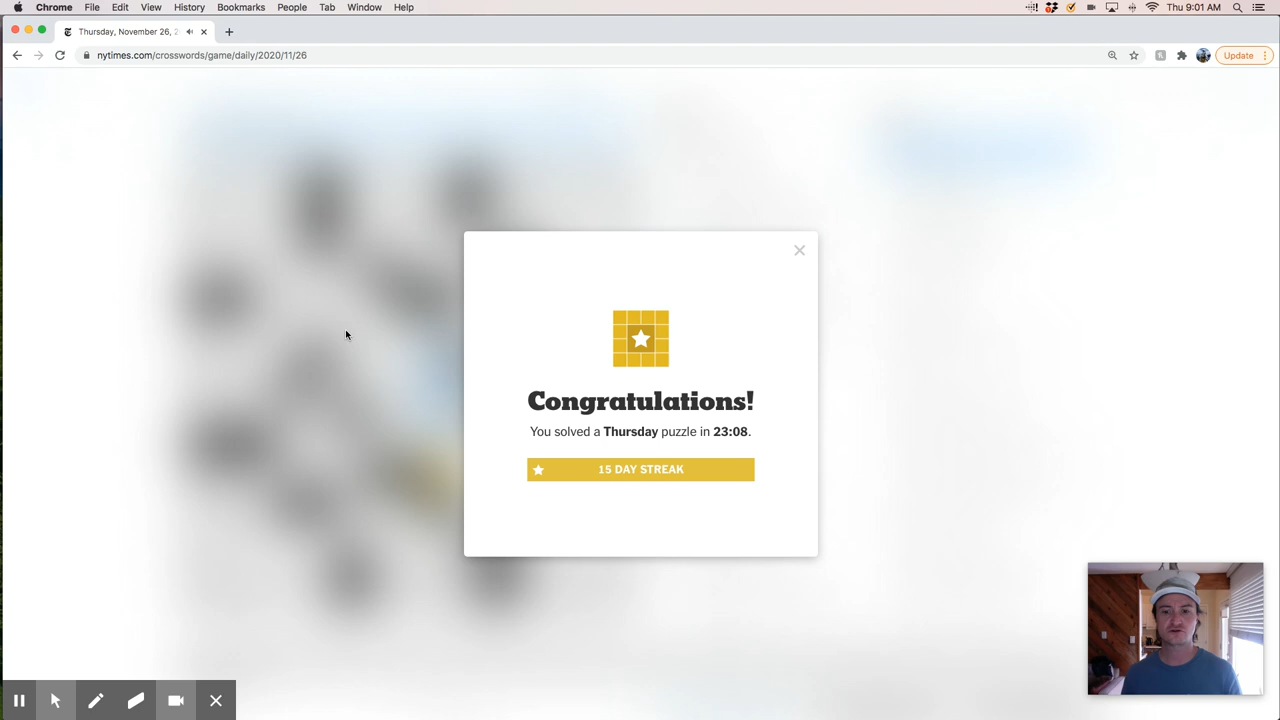 Chrome File Edit View History Bookmarks People Tab Window Help Thu 9:01 AM
Thursday, November 26, 2
nytimes.com/crosswords/game/daily/2020/11/26 Update
Congratulations!
You solved a Thursday puzzle in 23:08.
15 DAY STREAK